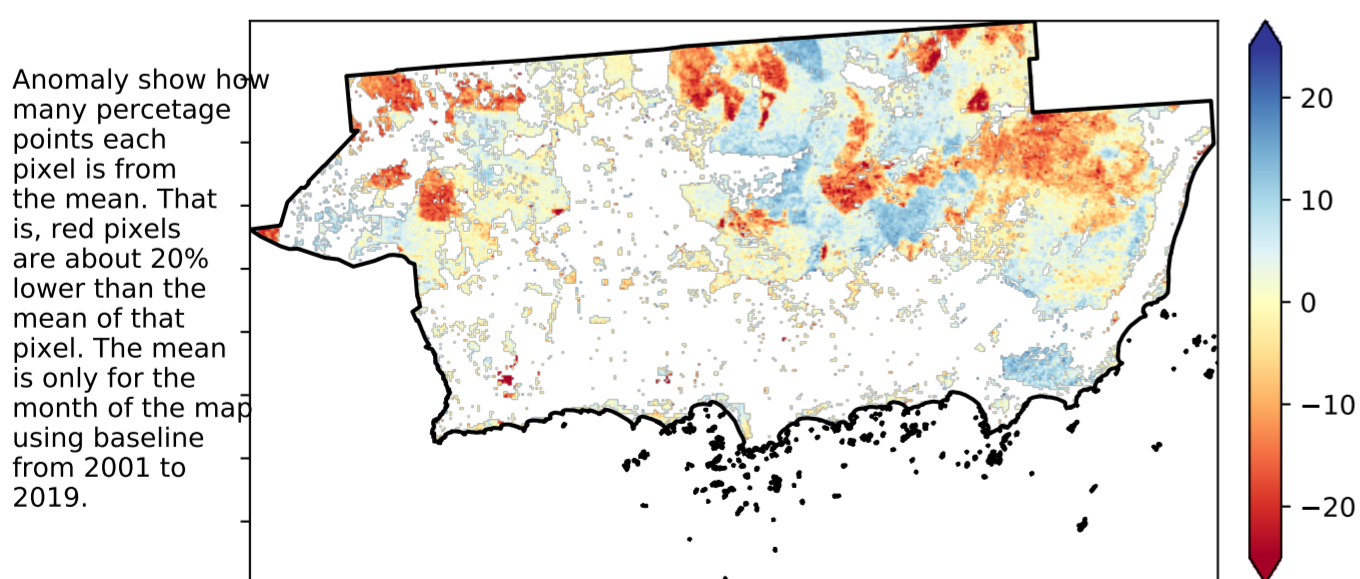 Anomaly show how
many percetage
points each
pixel is from
the mean. That
is, red pixels
are about 20%
lower than the
mean of that
pixel. The mean
is only for the
month of the map
using baseline
from 2001 to
2019.
20
10
0
−10
−20